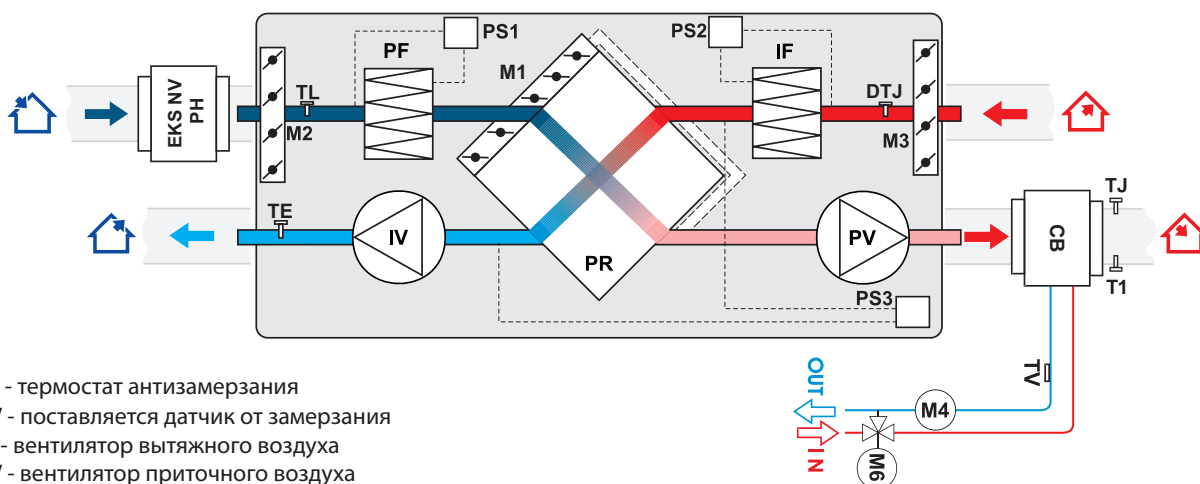 PS1
PS2
PF
IF
M1
TL
DTJ
EKS NV
PH
M2
M3
TE
TJ
IV
PV
CB
PR
PS3
T1
TV
OUT
M4
IN
M6
- термостат антизамерзания
- поставляется датчик от замерзания
- вентилятор вытяжного воздуха
- вентилятор приточного воздуха